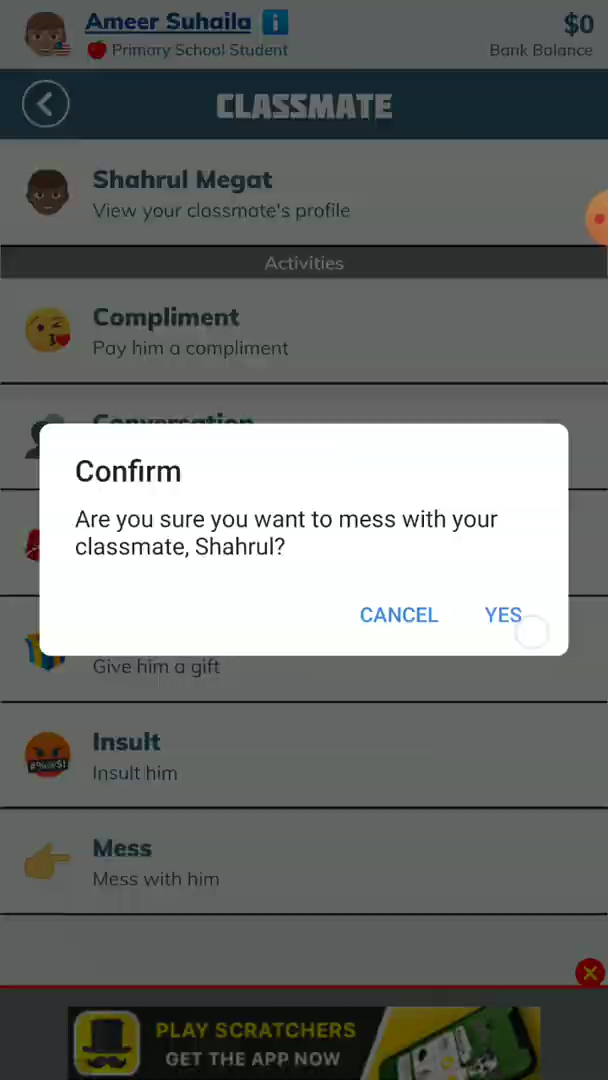 Ameer Suhaila
Primary School Student
$0
Bank Balance
CLASSMATE
Shahrul Megat
View your classmate's profile
Activities
Compliment
Pay him a compliment
Conversation
Confirm
Are you sure you want to mess with your
classmate, Shahrul?
CANCEL
YES
Give him a gift
Insult
Insult him
Mess
Mess with him
PLAY SCRATCHERS
GET THE APP NOW